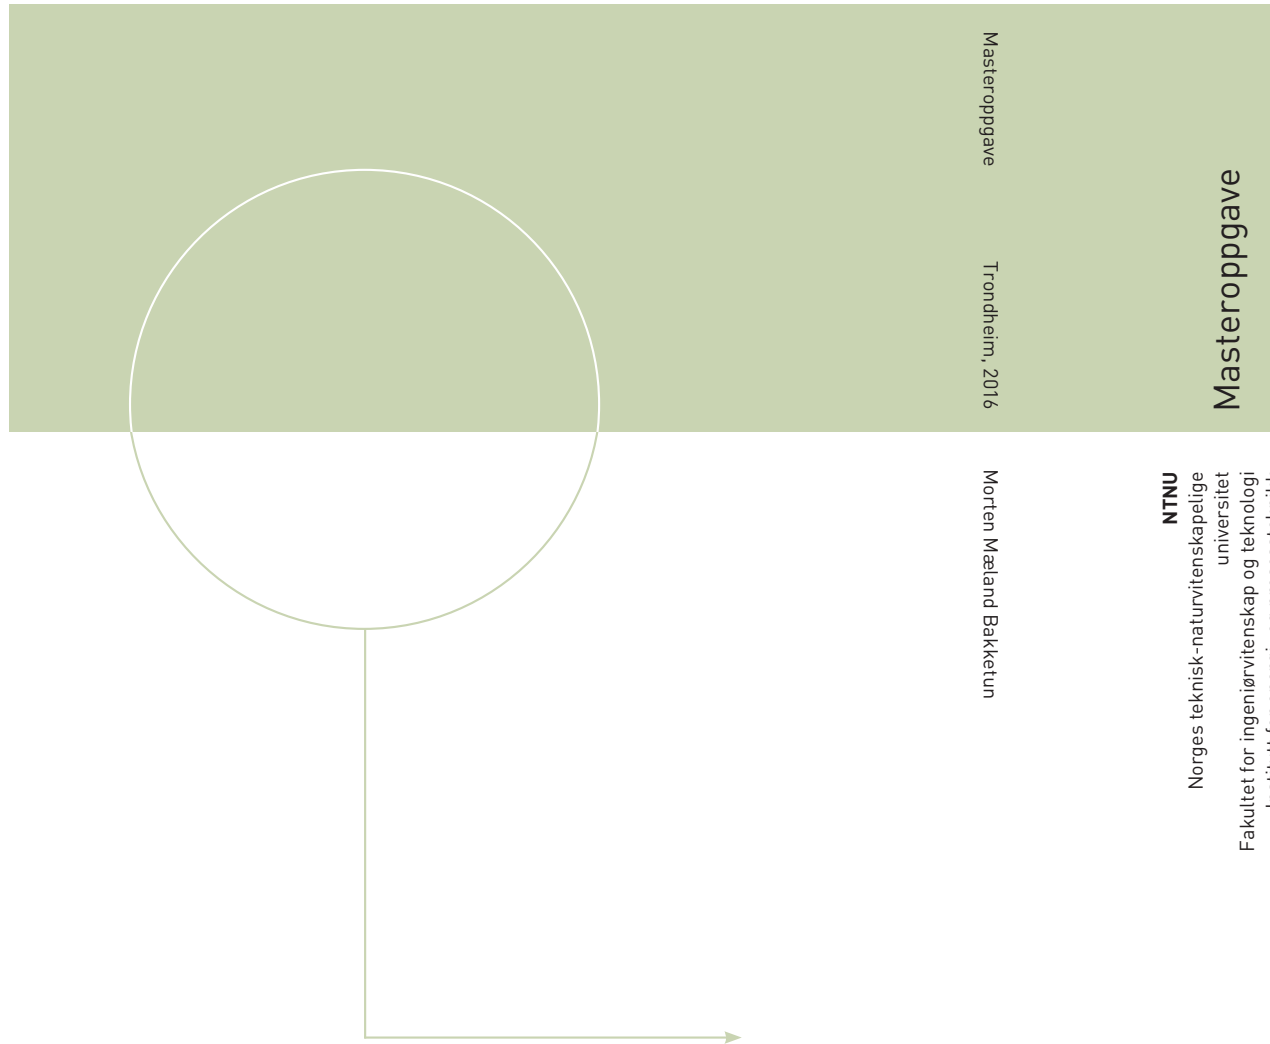 Masteroppgave
Trondheim, 2016
Morten Mæland Bakketun
Masteroppgave
NTNU
Norges teknisk-naturvitenskapelige
universitet
Fakultet for ingeniørvitenskap og teknologi